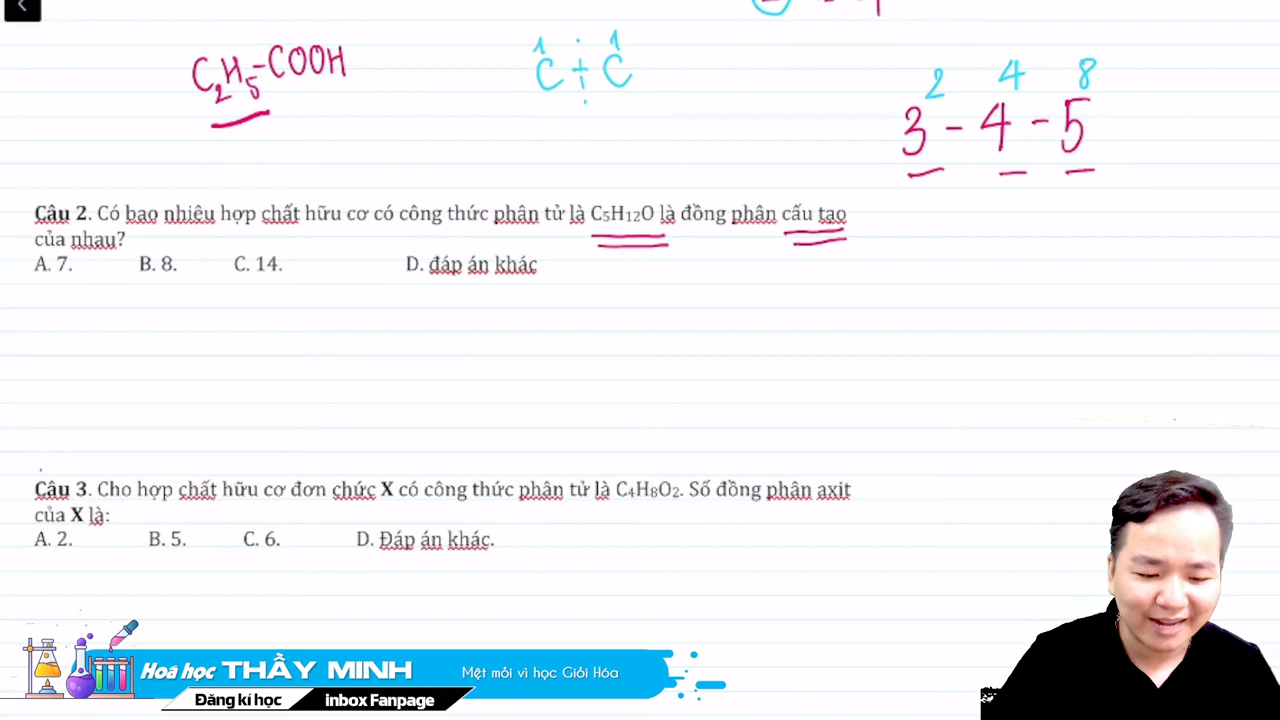 C2H5-COOH
1 1
C C
2 4 8
3 - 4 - 5
Câu 2. Có bao nhiêu hợp chất hữu cơ có công thức phân tử là C5H12O là đồng phân cấu tạo
của nhau?
A. 7. B. 8. C. 14. D. đáp án khác
Câu 3. Cho hợp chất hữu cơ đơn chức X có công thức phân tử là C4H8O2. Số đồng phân axit
của X là:
A. 2. B. 5. C. 6. D. Đáp án khác.
Hoá học THẦY MINH Mệt mỏi vì học Giỏi Hóa
Đăng kí học inbox Fanpage